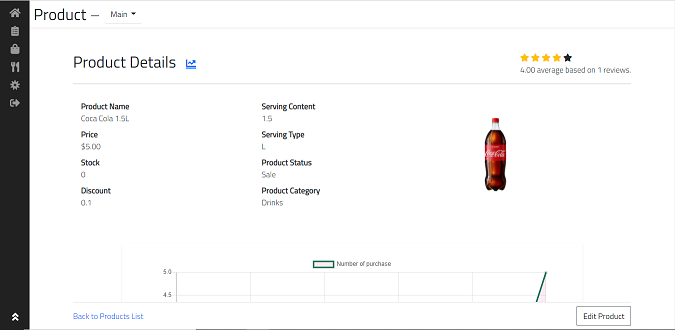 Product — Main
Product Details
4.00 average based on 1 reviews.
Product Name
Coca Cola 1.5L
Serving Content
1.5
Price
$5.00
Serving Type
L
Stock
0
Product Status
Sale
Discount
0.1
Product Category
Drinks
Coca-Cola
Number of purchase
5.0
4.5
Back to Products List
Edit Product